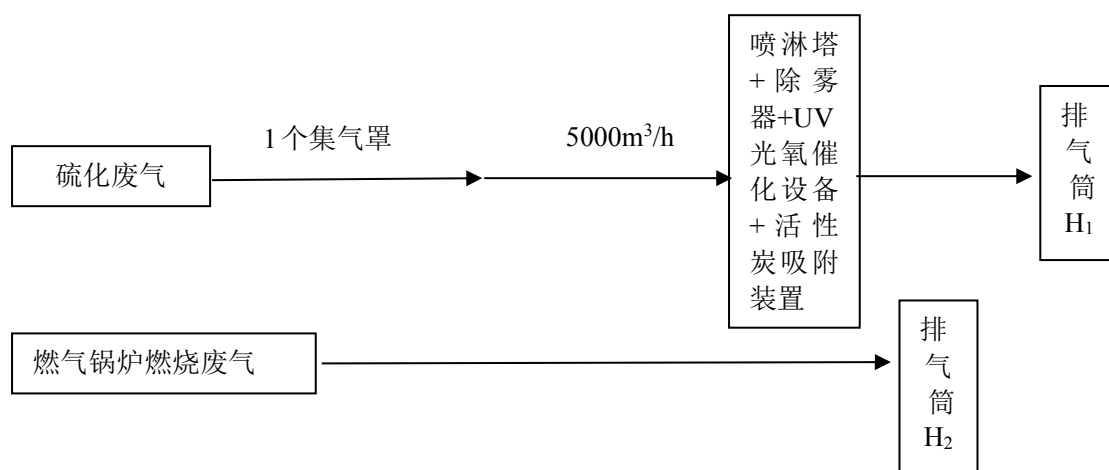 硫化废气
1个集气罩
5000m³/h
喷淋塔
+除雾
器+UV
光氧催
化设备
+活性
炭吸附
装置
排
气
筒
H₁
燃气锅炉燃烧废气
排
气
筒
H₂